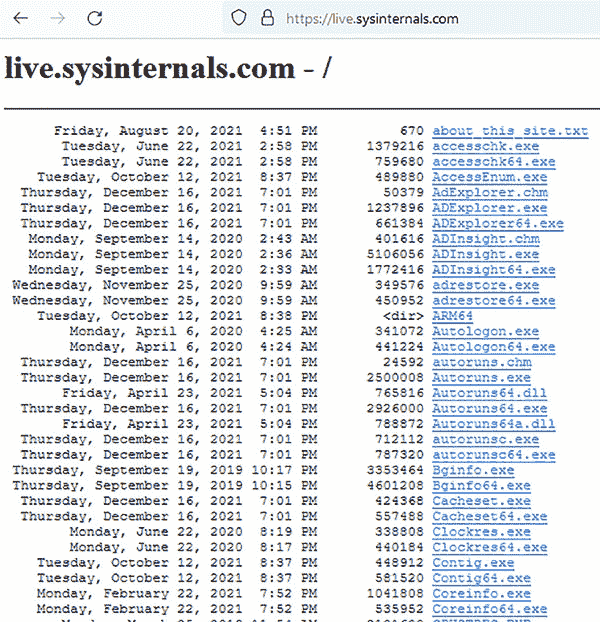 https://live.sysinternals.com
live.sysinternals.com - /
Friday, August 20, 2021 4:51 PM 670 about_this_site.txt
Tuesday, June 22, 2021 2:58 PM 1379216 accesschk.exe
Tuesday, June 22, 2021 2:58 PM 759680 accesschk64.exe
Tuesday, October 12, 2021 8:37 PM 489880 AccessEnum.exe
Thursday, December 16, 2021 7:01 PM 50379 AdExplorer.chm
Thursday, December 16, 2021 7:01 PM 1237896 ADExplorer.exe
Thursday, December 16, 2021 7:01 PM 661384 ADExplorer64.exe
Monday, September 14, 2020 2:43 AM 401616 ADInsight.chm
Monday, September 14, 2020 2:36 AM 5106056 ADInsight.exe
Monday, September 14, 2020 2:33 AM 1772416 ADInsight64.exe
Wednesday, November 25, 2020 9:59 AM 349576 adrestore.exe
Wednesday, November 25, 2020 9:59 AM 450952 adrestore64.exe
Tuesday, October 12, 2021 8:38 PM <dir> ARM64
Monday, April 6, 2020 4:25 AM 341072 Autologon.exe
Monday, April 6, 2020 4:24 AM 441224 Autologon64.exe
Thursday, December 16, 2021 7:01 PM 24592 autoruns.chm
Thursday, December 16, 2021 7:01 PM 2500008 Autoruns.exe
Friday, April 23, 2021 5:04 PM 765816 Autoruns64.dll
Thursday, December 16, 2021 7:01 PM 2926000 Autoruns64.exe
Friday, April 23, 2021 5:04 PM 788872 Autoruns64a.dll
Thursday, December 16, 2021 7:01 PM 712112 autorunsc.exe
Thursday, December 16, 2021 7:01 PM 787320 autorunsc64.exe
Thursday, September 19, 2019 10:17 PM 3353464 Bginfo.exe
Thursday, September 19, 2019 10:15 PM 4601208 Bginfo64.exe
Thursday, December 16, 2021 7:01 PM 424368 Cacheset.exe
Thursday, December 16, 2021 7:01 PM 557488 Cacheset64.exe
Monday, June 22, 2020 8:19 PM 338808 Clockres.exe
Monday, June 22, 2020 8:17 PM 440184 Clockres64.exe
Tuesday, October 12, 2021 8:37 PM 448912 Contig.exe
Tuesday, October 12, 2021 8:37 PM 581520 Contig64.exe
Monday, February 22, 2021 7:52 PM 1041808 Coreinfo.exe
Monday, February 22, 2021 7:52 PM 535952 Coreinfo64.exe